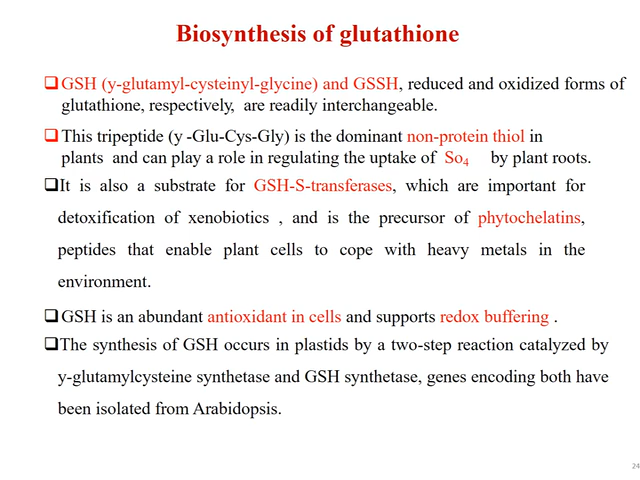 Biosynthesis of glutathione
❑GSH (y-glutamyl-cysteinyl-glycine) and GSSH, reduced and oxidized forms of
glutathione, respectively, are readily interchangeable.
❑This tripeptide (y -Glu-Cys-Gly) is the dominant non-protein thiol in
plants and can play a role in regulating the uptake of So₄ by plant roots.
❑It is also a substrate for GSH-S-transferases, which are important for
detoxification of xenobiotics , and is the precursor of phytochelatins,
peptides that enable plant cells to cope with heavy metals in the
environment.
❑GSH is an abundant antioxidant in cells and supports redox buffering .
❑The synthesis of GSH occurs in plastids by a two-step reaction catalyzed by
y-glutamylcysteine synthetase and GSH synthetase, genes encoding both have
been isolated from Arabidopsis.
24